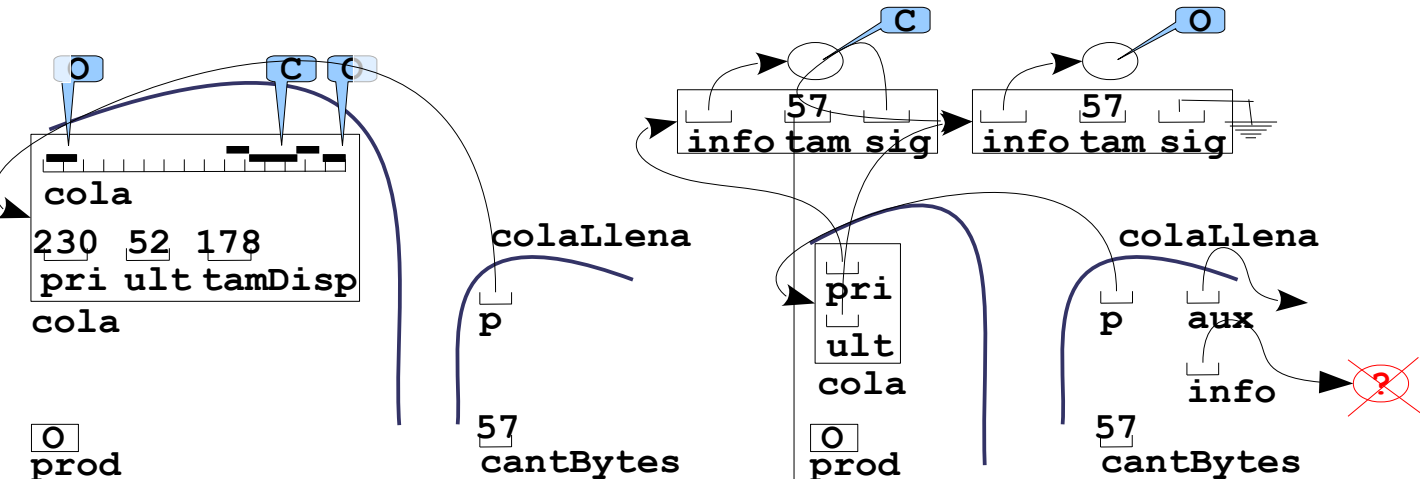 O C O
cola
230 52 178
pri ult tamDisp
cola
colaLlena
p
57
cantBytes
O
prod
C O
57
info tam sig
57
info tam sig
pri
ult
cola
colaLlena
p aux
info
?
57
cantBytes
O
prod